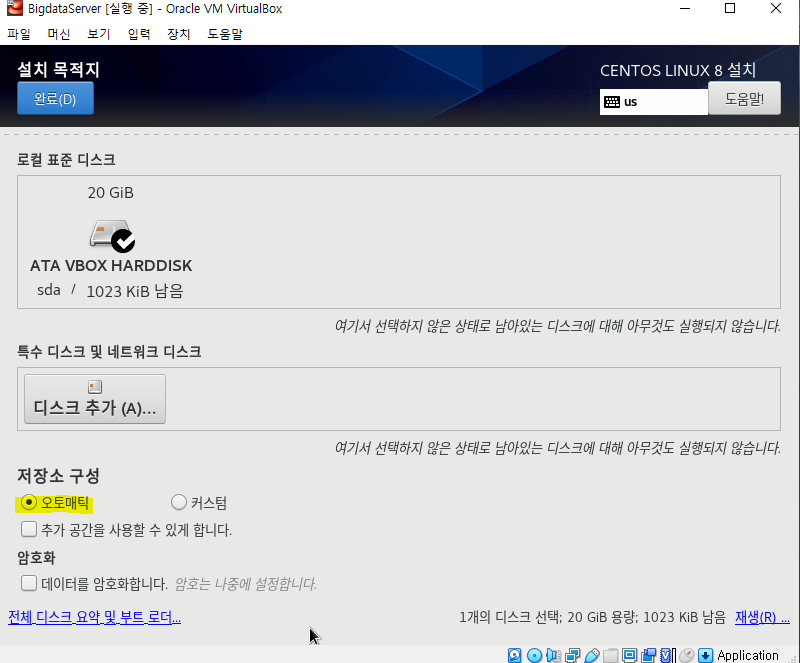 BigdataServer [실행 중] - Oracle VM VirtualBox
파일 머신 보기 입력 장치 도움말
설치 목적지
CENTOS LINUX 8 설치
완료(D)
us
도움말!
로컬 표준 디스크
20 GiB
ATA VBOX HARDDISK
sda / 1023 KiB 남음
여기서 선택하지 않은 상태로 남아있는 디스크에 대해 아무것도 실행되지 않습니다.
특수 디스크 및 네트워크 디스크
디스크 추가 (A)...
여기서 선택하지 않은 상태로 남아있는 디스크에 대해 아무것도 실행되지 않습니다.
저장소 구성
오토매틱 커스텀
추가 공간을 사용할 수 있게 합니다.
암호화
데이터를 암호화합니다. 암호는 나중에 설정합니다.
전체 디스크 요약 및 부트 로더... 1개의 디스크 선택; 20 GiB 용량; 1023 KiB 남음 재생(R) ...
Application